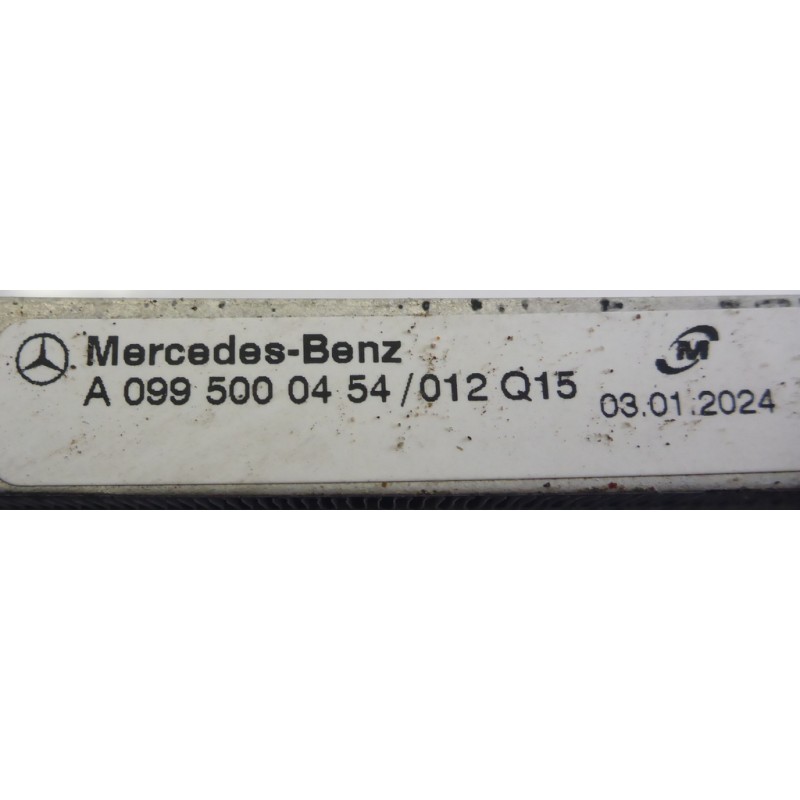 Mercedes-Benz
A 099 500 04 54 / 012 Q15
M
03.01.2024